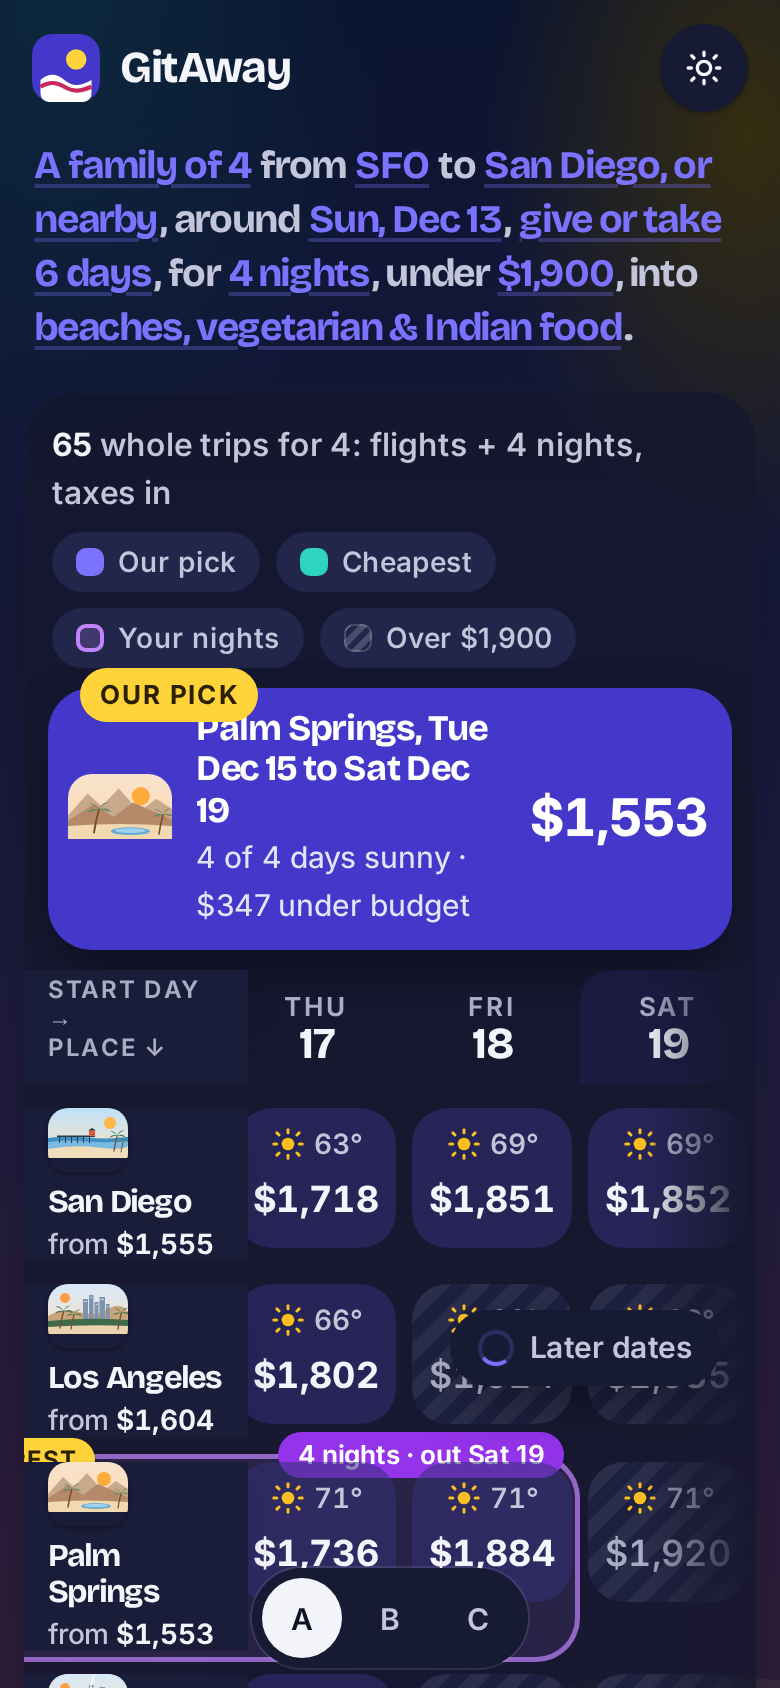 GitAway
A family of 4 from SFO to San Diego, or
nearby, around Sun, Dec 13, give or take
6 days, for 4 nights, under $1,900, into
beaches, vegetarian & Indian food.
65 whole trips for 4: flights + 4 nights,
taxes in
Our pick
Cheapest
Your nights
Over $1,900
OUR PICK
Palm Springs, Tue
Dec 15 to Sat Dec
19
4 of 4 days sunny ·
$347 under budget
$1,553
START DAY
→
PLACE ↓
THU
17
FRI
18
SAT
19
San Diego
from $1,555
63°
$1,718
69°
$1,851
69°
$1,852
Los Angeles
from $1,604
66°
$1,802
Later dates
4 nights · out Sat 19
Palm
Springs
from $1,553
71°
$1,736
71°
$1,884
71°
$1,920
A B C